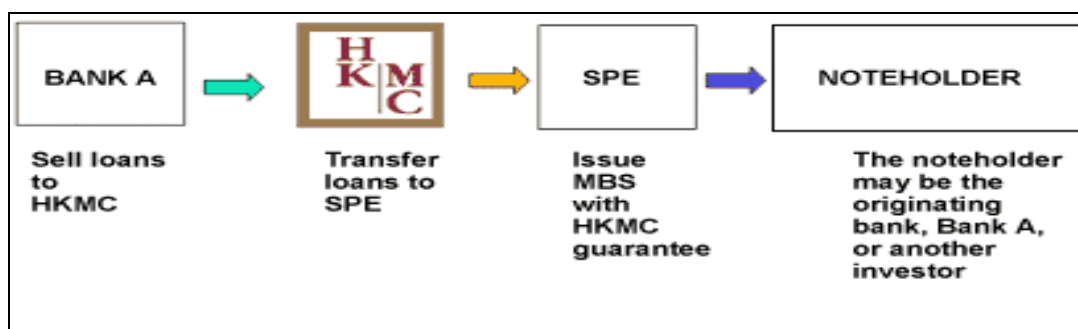 BANK A
H
K MC
SPE
NOTEHOLDER
Sell loans
to
HKMC
Transfer
loans to
SPE
Issue
MBS
with
HKMC
guarantee
The noteholder
may be the
originating
bank, Bank A,
or another
investor